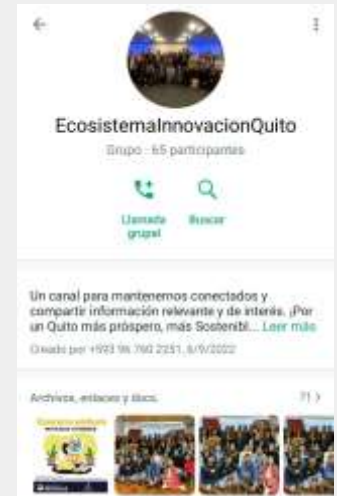 EcosistemaInnovacionQuito
Grupo · 65 participantes
Llamada
grupal
Buscar
Un canal para mantenernos conectados y
compartir información relevante y de interés. ¡Por
un Quito más próspero, más Sostenibl... Leer más
Creado por +593 96 760 2251, 6/9/2022
Archivos, enlaces y docs.
71 >